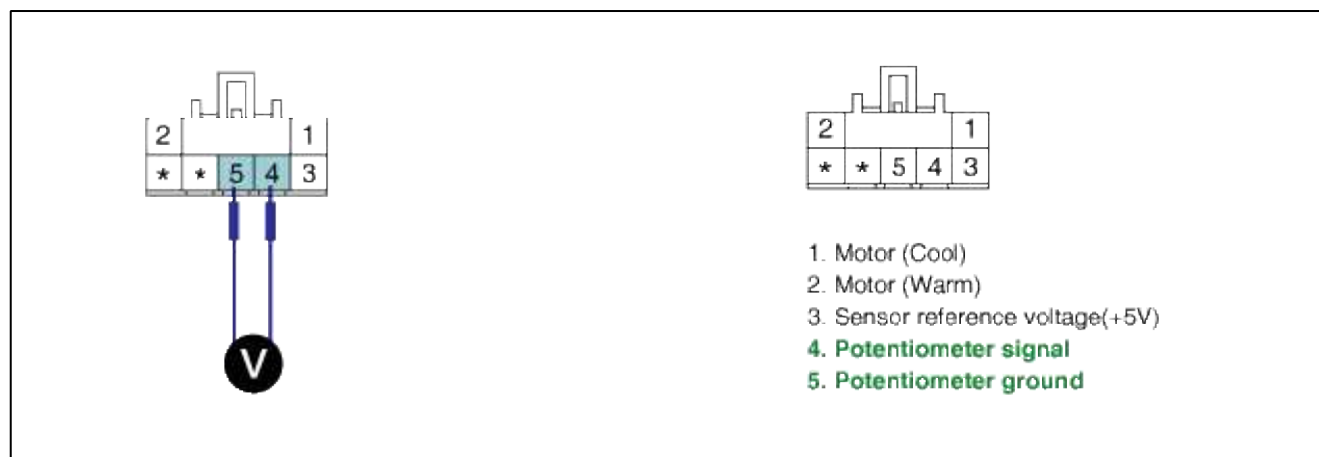 2 1
* * 5 4 3
V
2 1
* * 5 4 3
1. Motor (Cool)
2. Motor (Warm)
3. Sensor reference voltage(+5V)
4. Potentiometer signal
5. Potentiometer ground